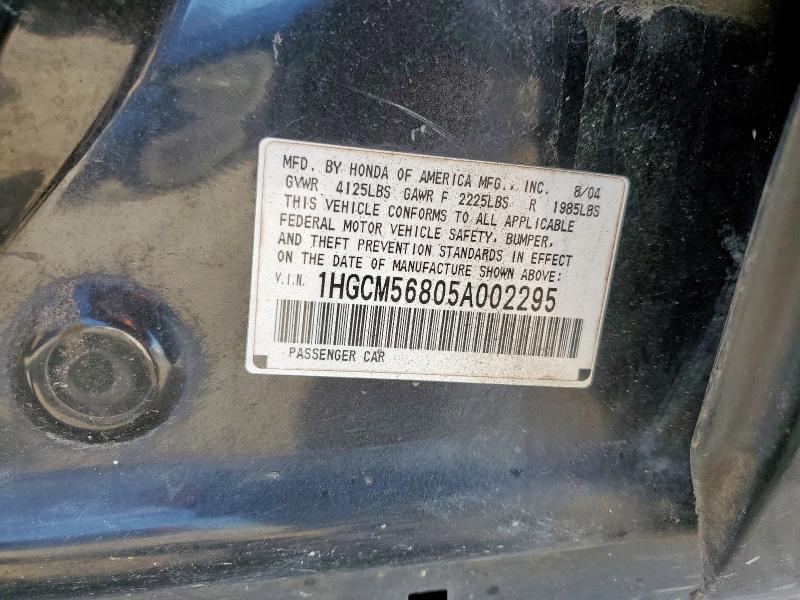 MFD. BY HONDA OF AMERICA MFG., INC. 8/04
GVWR 4125LBS GAWR F 2225LBS R 1985LBS
THIS VEHICLE CONFORMS TO ALL APPLICABLE
FEDERAL MOTOR VEHICLE SAFETY, BUMPER,
AND THEFT PREVENTION STANDARDS IN EFFECT
ON THE DATE OF MANUFACTURE SHOWN ABOVE:
V.I.N. 1HGCM56805A002295
PASSENGER CAR